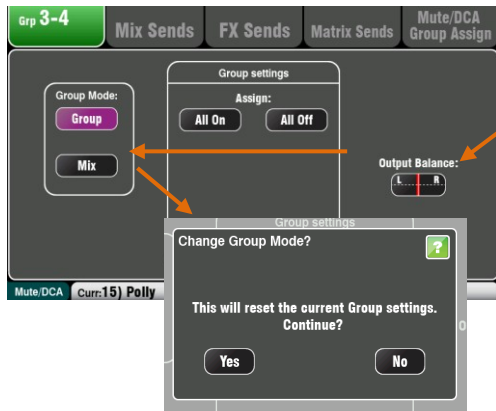 Grp 3-4
Mix Sends
FX Sends
Matrix Sends
Mute/DCA
Group Assign
Group settings
Group Mode:
Assign:
Group
All On
All Off
Mix
Output Balance:
L R
Group settings
Change Group Mode?
?
Mute/DCA
Curr:15) Polly
This will reset the current Group settings.
Continue?
Yes
No